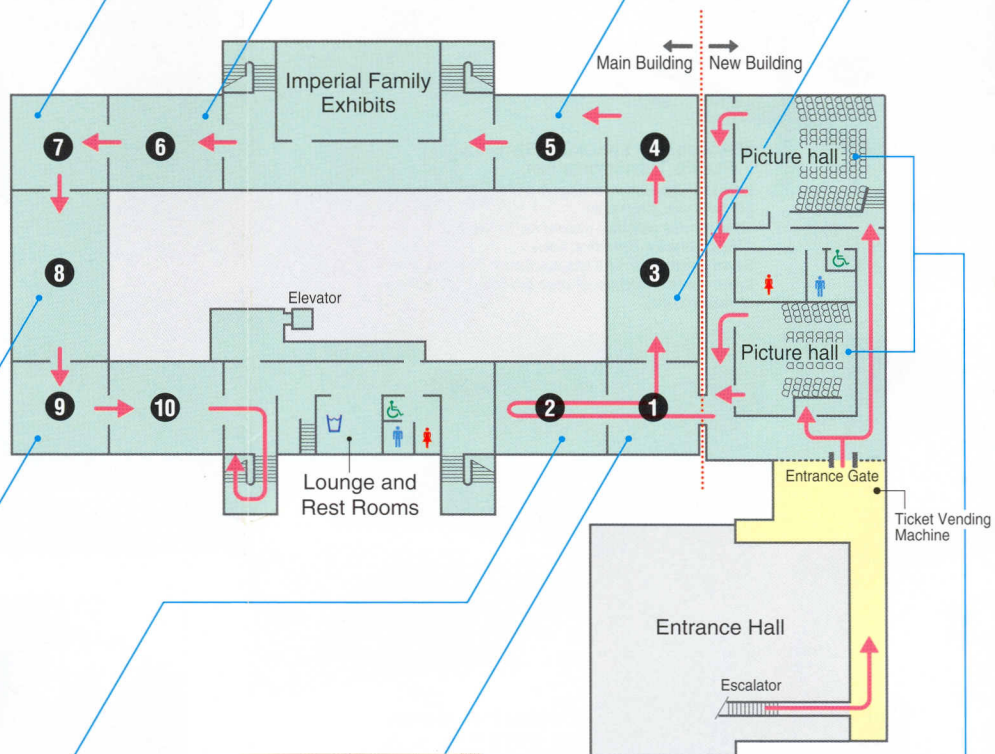 Main Building
New Building
Imperial Family
Exhibits
7
6
5
4
Picture hall
8
3
Elevator
Picture hall
9
10
2
1
Lounge and
Rest Rooms
Entrance Gate
Ticket Vending
Machine
Entrance Hall
Escalator